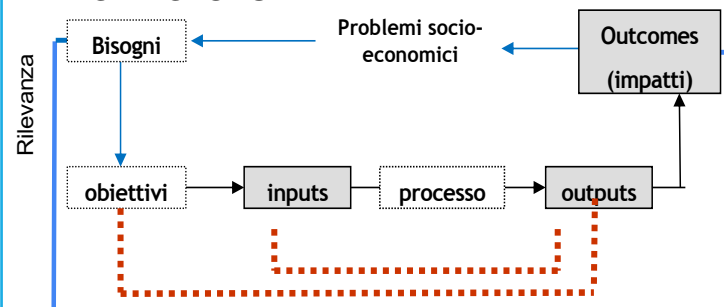 Bisogni
Problemi socio-
economici
Outcomes
(impatti)
Rilevanza
obiettivi
inputs
processo
outputs